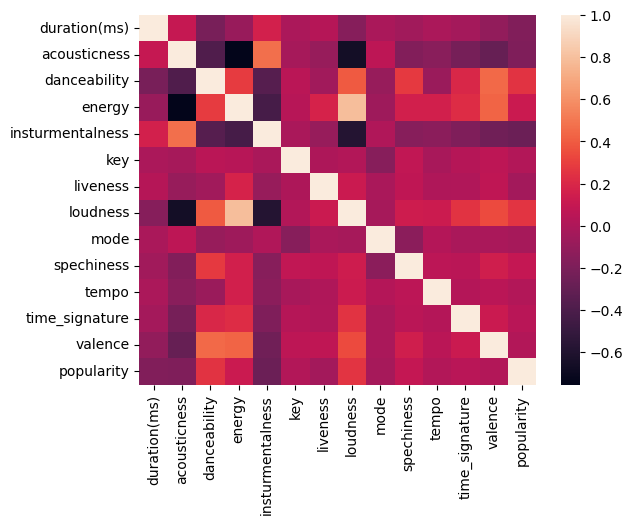 duration(ms)
acousticness
danceability
energy
insturmentalness
key
liveness
loudness
mode
spechiness
tempo
time_signature
valence
popularity
duration(ms)
acousticness
danceability
energy
insturmentalness
key
liveness
loudness
mode
spechiness
tempo
time_signature
valence
popularity
1.0
0.8
0.6
0.4
0.2
0.0
−0.2
−0.4
−0.6